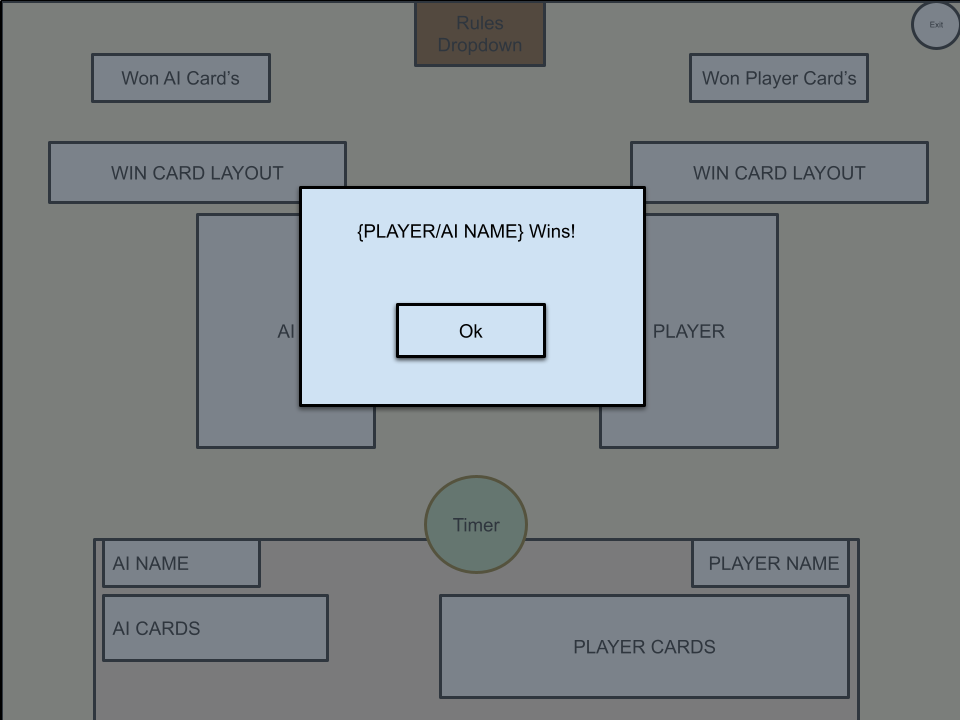 Rules
Dropdown
Exit
Won AI Card’s
Won Player Card’s
WIN CARD LAYOUT
WIN CARD LAYOUT
{PLAYER/AI NAME} Wins!
AI
Ok
PLAYER
Timer
AI NAME
PLAYER NAME
AI CARDS
PLAYER CARDS